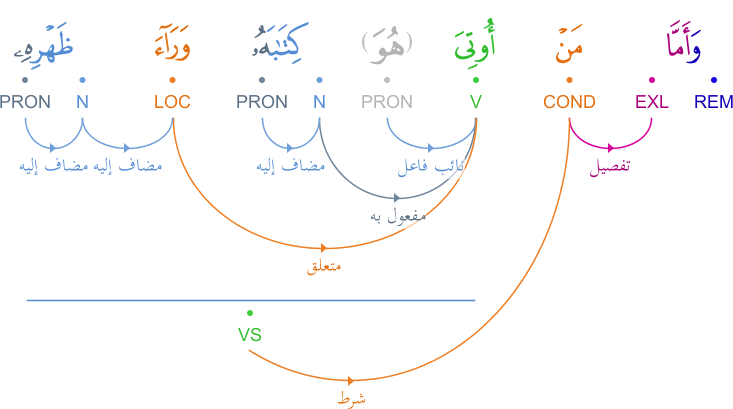 وَأَمَّا مَنْ أُوتِىَ (هُوَ) كِتَـٰبَهُۥ وَرَآءَ ظَهْرِهِۦ
REM EXL COND V PRON N PRON LOC N PRON
تفصيل نائب فاعل مضاف إليه مضاف إليه مضاف إليه
مفعول به
متعلق
VS
شرط